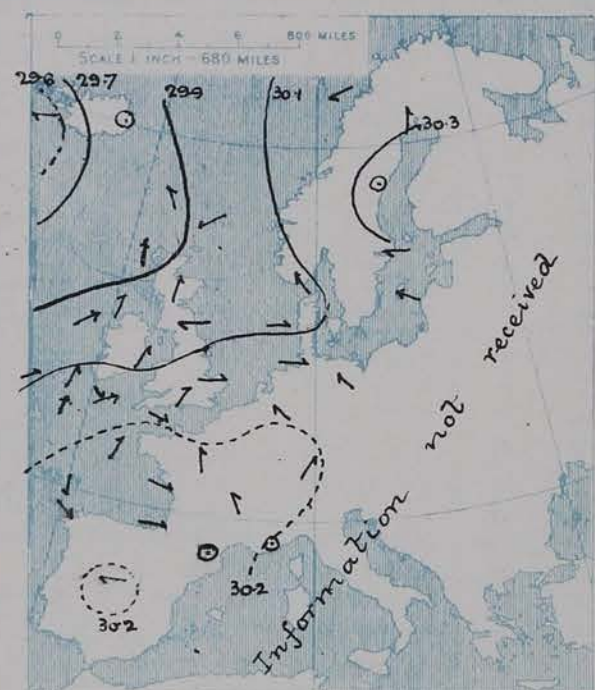 0 2 4 6 800 MILES
SCALE 1 INCH - 680 MILES
29.6 29.7 29.9 30.1
30.3
Information not received
30.2
30.2